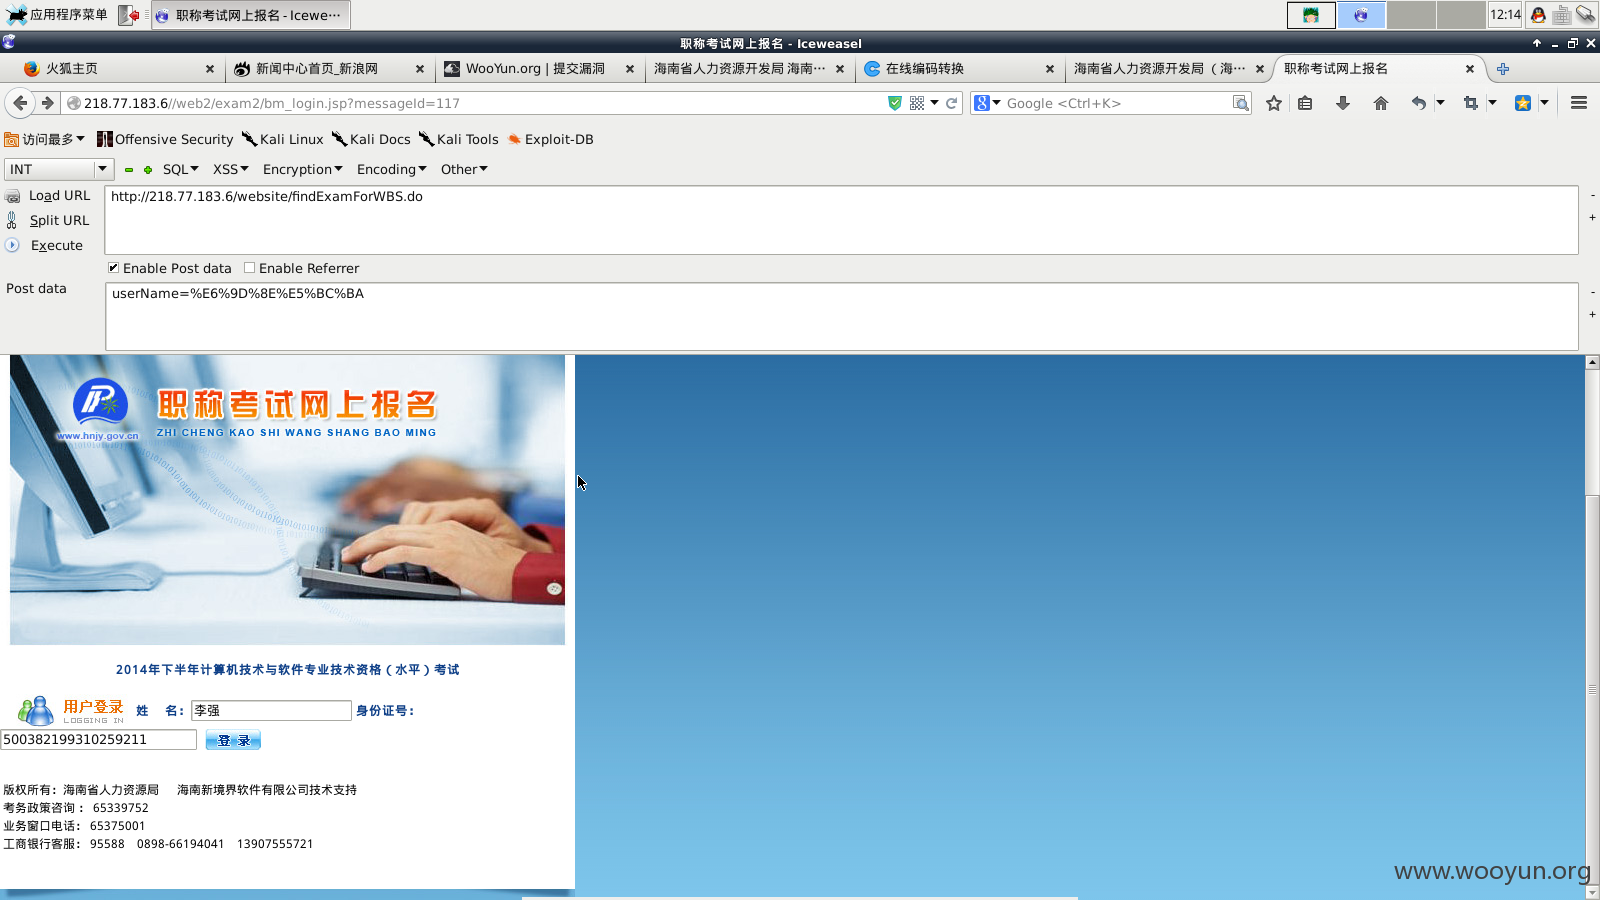 应用程序菜单
职称考试网上报名 - Icewe···
12:14
职称考试网上报名 - Iceweasel
火狐主页
新闻中心首页_新浪网
WooYun.org | 提交漏洞
海南省人力资源开发局 海南···
在线编码转换
海南省人力资源开发局（海···
职称考试网上报名
218.77.183.6//web2/exam2/bm_login.jsp?messageId=117
Google <Ctrl+K>
访问最多
Offensive Security
Kali Linux
Kali Docs
Kali Tools
Exploit-DB
INT
SQL
XSS
Encryption
Encoding
Other
Load URL
http://218.77.183.6/website/findExamForWBS.do
Split URL
Execute
Enable Post data
Enable Referrer
Post data
userName=%E6%9D%8E%E5%BC%BA
职称考试网上报名
www.hnjy.gov.cn
ZHI CHENG KAO SHI WANG SHANG BAO MING
2014年下半年计算机技术与软件专业技术资格（水平）考试
用户登录
LOGGING IN
姓 名：
李强
身份证号：
500382199310259211
登 录
版权所有：海南省人力资源局 海南新境界软件有限公司技术支持
考务政策咨询 ： 65339752
业务窗口电话： 65375001
工商银行客服： 95588 0898-66194041 13907555721
www.wooyun.org